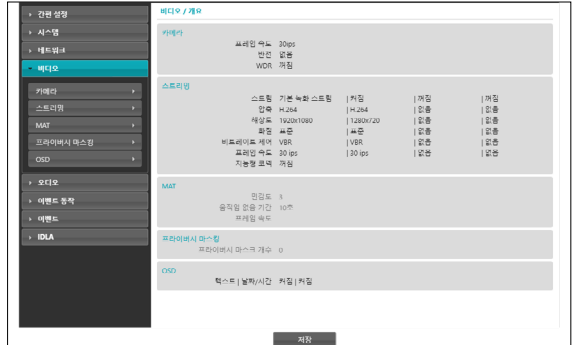 간편 설정
시스템
네트워크
비디오
카메라
스트리밍
MAT
프라이버시 마스킹
OSD
오디오
이벤트 동작
이벤트
IDLA
비디오 / 개요
카메라
프레임 속도 30ips
반전 없음
WDR 꺼짐
스트리밍
스트림 기본 녹화 스트림 | 켜짐 | 꺼짐 | 꺼짐
압축 H.264 | H.264 | 없음 | 없음
해상도 1920x1080 | 1280x720 | 없음 | 없음
화질 표준 | 표준 | 없음 | 없음
비트레이트 제어 VBR | VBR | 없음 | 없음
프레임 속도 30 ips | 30 ips | 없음 | 없음
지능형 코덱 꺼짐
MAT
민감도 3
움직임 없음 기간 10초
프레임 속도
프라이버시 마스킹
프라이버시 마스크 개수 0
OSD
텍스트 | 날짜/시간 켜짐 | 켜짐
저장